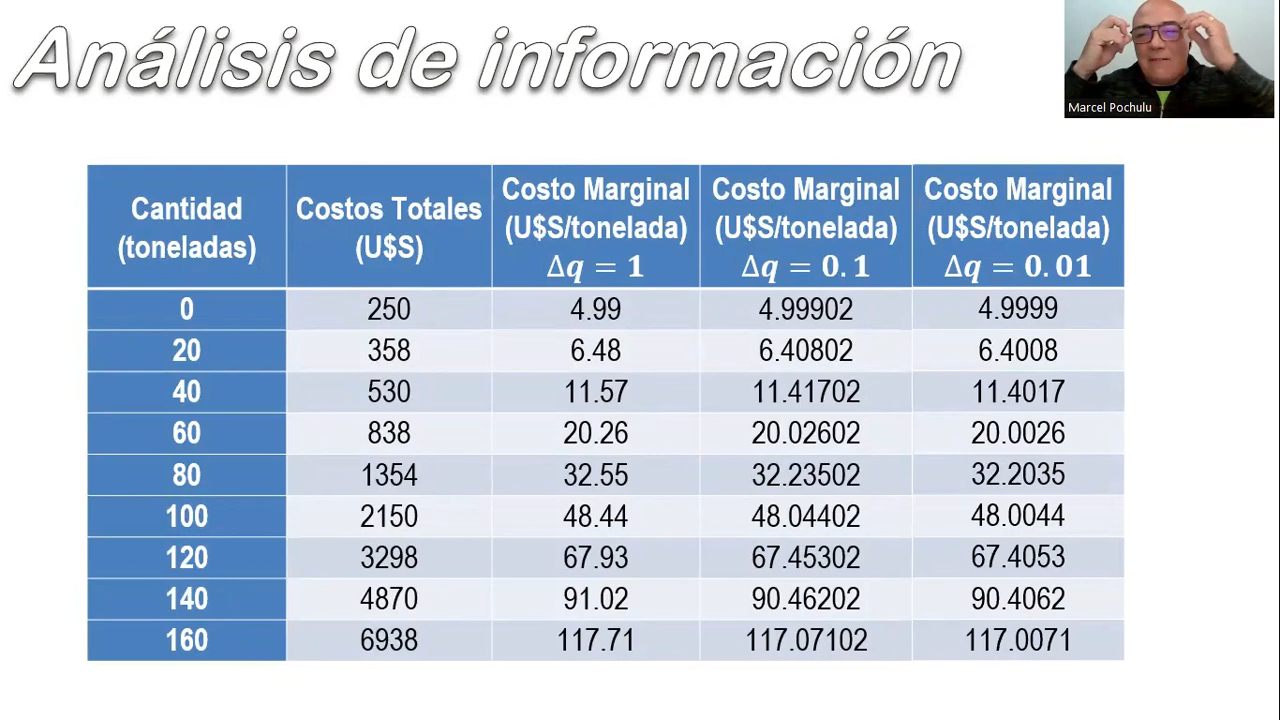 Análisis de información
Marcel Pochulu
Cantidad (toneladas) | Costos Totales (U$S) | Costo Marginal (U$S/tonelada) Δq = 1 | Costo Marginal (U$S/tonelada) Δq = 0.1 | Costo Marginal (U$S/tonelada) Δq = 0.01
0 | 250 | 4.99 | 4.99902 | 4.9999
20 | 358 | 6.48 | 6.40802 | 6.4008
40 | 530 | 11.57 | 11.41702 | 11.4017
60 | 838 | 20.26 | 20.02602 | 20.0026
80 | 1354 | 32.55 | 32.23502 | 32.2035
100 | 2150 | 48.44 | 48.04402 | 48.0044
120 | 3298 | 67.93 | 67.45302 | 67.4053
140 | 4870 | 91.02 | 90.46202 | 90.4062
160 | 6938 | 117.71 | 117.07102 | 117.0071